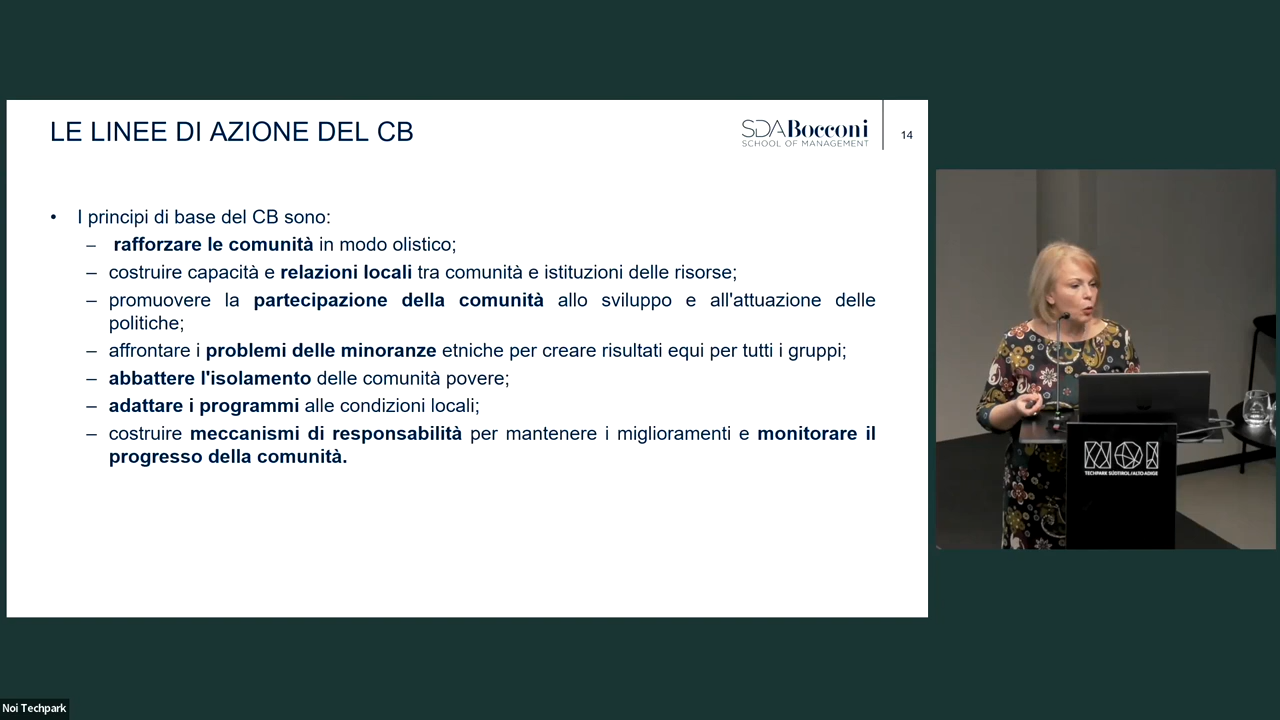 LE LINEE DI AZIONE DEL CB
SDA Bocconi
SCHOOL OF MANAGEMENT
14
• I principi di base del CB sono:
– rafforzare le comunità in modo olistico;
– costruire capacità e relazioni locali tra comunità e istituzioni delle risorse;
– promuovere la partecipazione della comunità allo sviluppo e all'attuazione delle
politiche;
– affrontare i problemi delle minoranze etniche per creare risultati equi per tutti i gruppi;
– abbattere l'isolamento delle comunità povere;
– adattare i programmi alle condizioni locali;
– costruire meccanismi di responsabilità per mantenere i miglioramenti e monitorare il
progresso della comunità.
NOI
TECHPARK SÜDTIROL/ALTO ADIGE
Noi Techpark